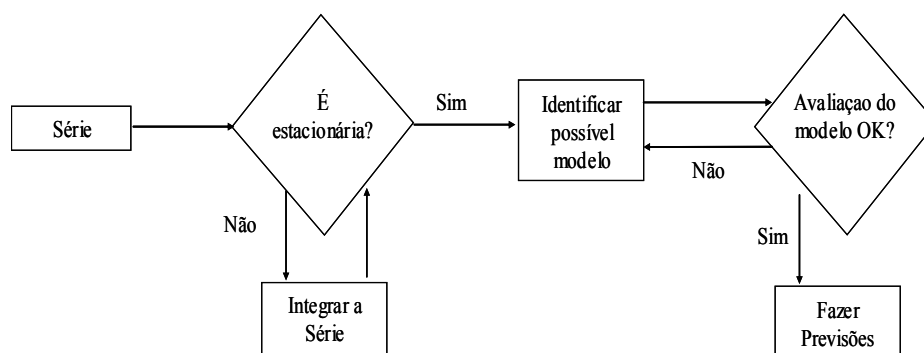 Série
É
estacionária?
Sim
Não
Integrar a
Série
Identificar
possível
modelo
Avaliaçao do
modelo OK?
Não
Sim
Fazer
Previsões